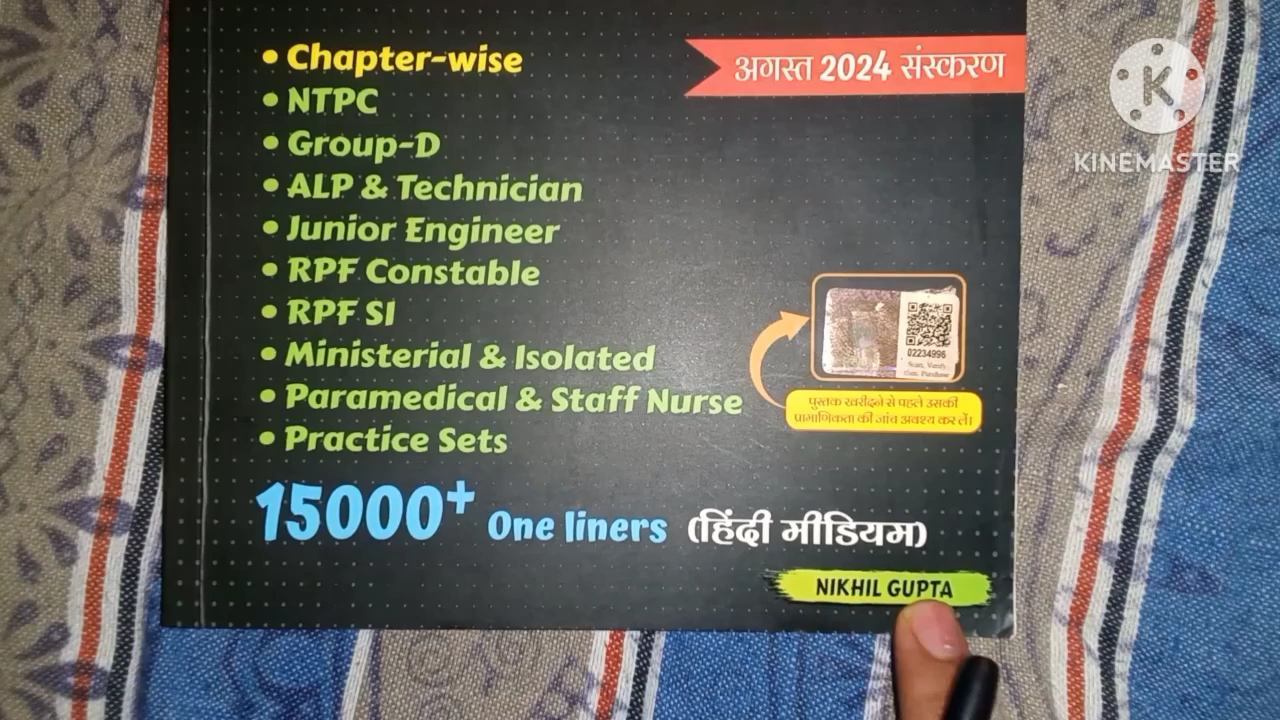 • Chapter-wise
अगस्त 2024 संस्करण
• NTPC
• Group-D
• ALP & Technician
• Junior Engineer
• RPF Constable
• RPF SI
• Ministerial & Isolated
• Paramedical & Staff Nurse
• Practice Sets
02234996
पुस्तक खरीदने से पहले उसकी
प्रामाणिकता की जांच अवश्य कर लें।
15000+ One liners (हिंदी मीडियम)
NIKHIL GUPTA
K
KINEMASTER